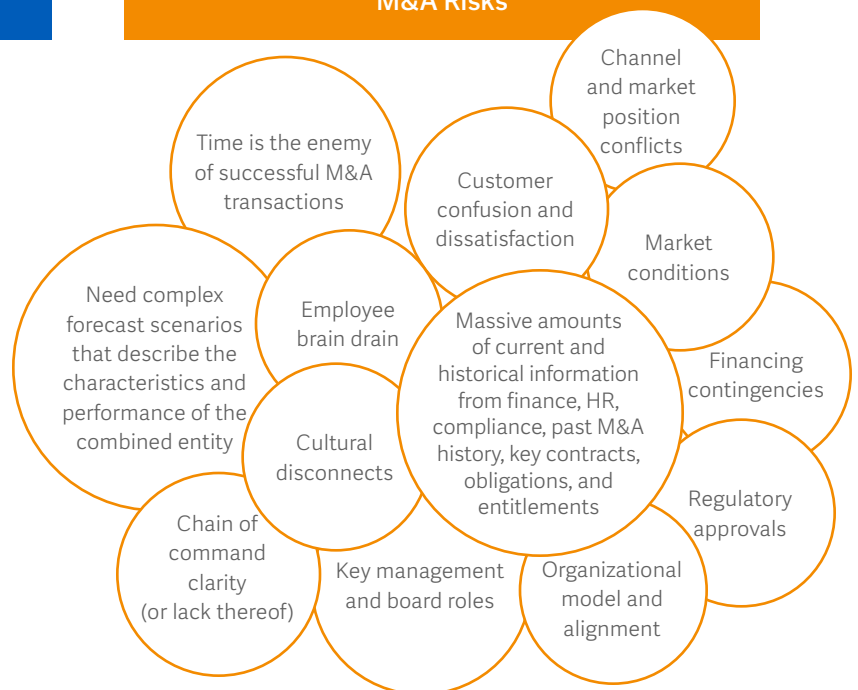 M&A Risks
Channel
and market
position
conflicts
Time is the enemy
of successful M&A
transactions
Customer
confusion and
dissatisfaction
Market
conditions
Need complex
forecast scenarios
that describe the
characteristics and
performance of the
combined entity
Employee
brain drain
Massive amounts
of current and
historical information
from finance, HR,
compliance, past M&A
history, key contracts,
obligations, and
entitlements
Financing
contingencies
Cultural
disconnects
Regulatory
approvals
Chain of
command
clarity
(or lack thereof)
Key management
and board roles
Organizational
model and
alignment